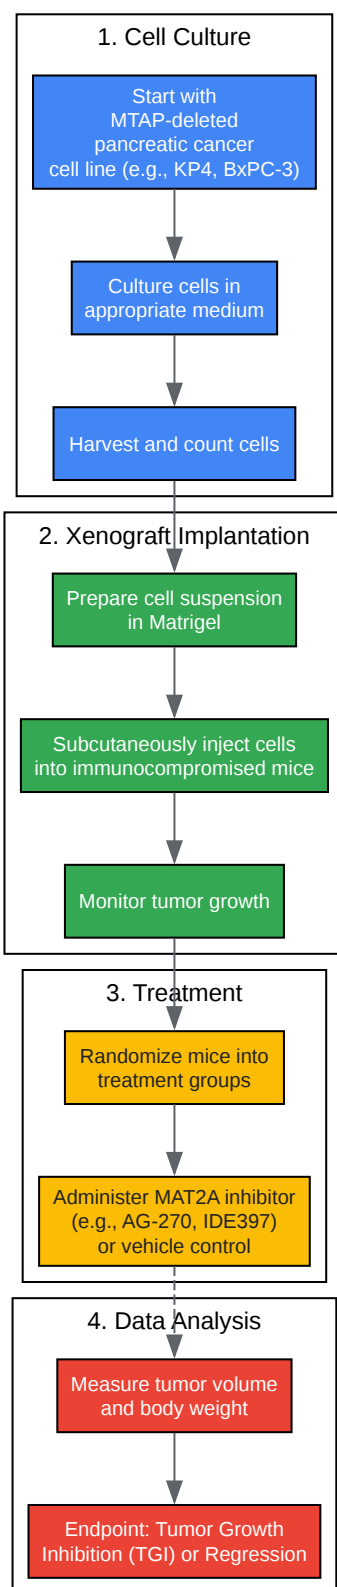 1. Cell Culture
Start with
MTAP-deleted
pancreatic cancer
cell line (e.g., KP4, BxPC-3)
Culture cells in
appropriate medium
Harvest and count cells
2. Xenograft Implantation
Prepare cell suspension
in Matrigel
Subcutaneously inject cells
into immunocompromised mice
Monitor tumor growth
3. Treatment
Randomize mice into
treatment groups
Administer MAT2A inhibitor
(e.g., AG-270, IDE397)
or vehicle control
4. Data Analysis
Measure tumor volume
and body weight
Endpoint: Tumor Growth
Inhibition (TGI) or Regression